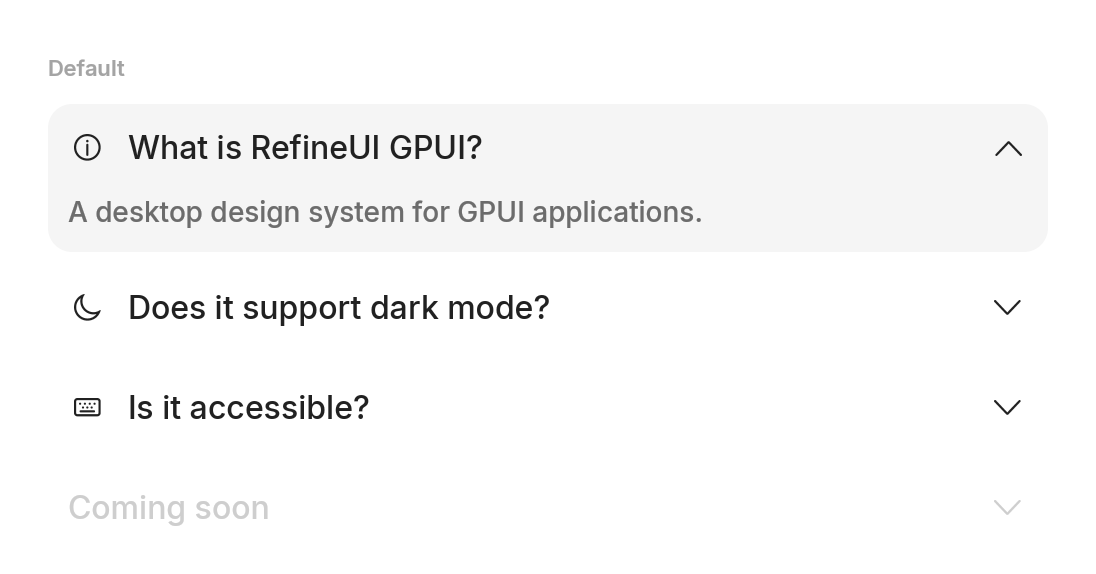 Default
What is RefineUI GPUI?
A desktop design system for GPUI applications.
Does it support dark mode?
Is it accessible?
Coming soon